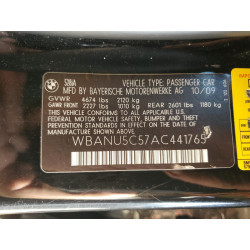 528iA VEHICLE TYPE: PASSENGER-CAR
MFD BY BAYERISCHE MOTORENWERKE AG 10/09
GVWR 4674 lbs 2120 kg
GAWR FRONT 2227 lbs 1010 kg REAR 2601 lbs 1180 kg
THIS VEHICLE CONFORMS TO ALL APPLICABLE FEDERAL
MOTOR VEHICLE SAFETY, BUMPER, AND THEFT PREVENTION
STANDARDS IN EFFECT ON THE DATE OF MANUFACTURE
SHOWN ABOVE
WBANU5C57AC441765